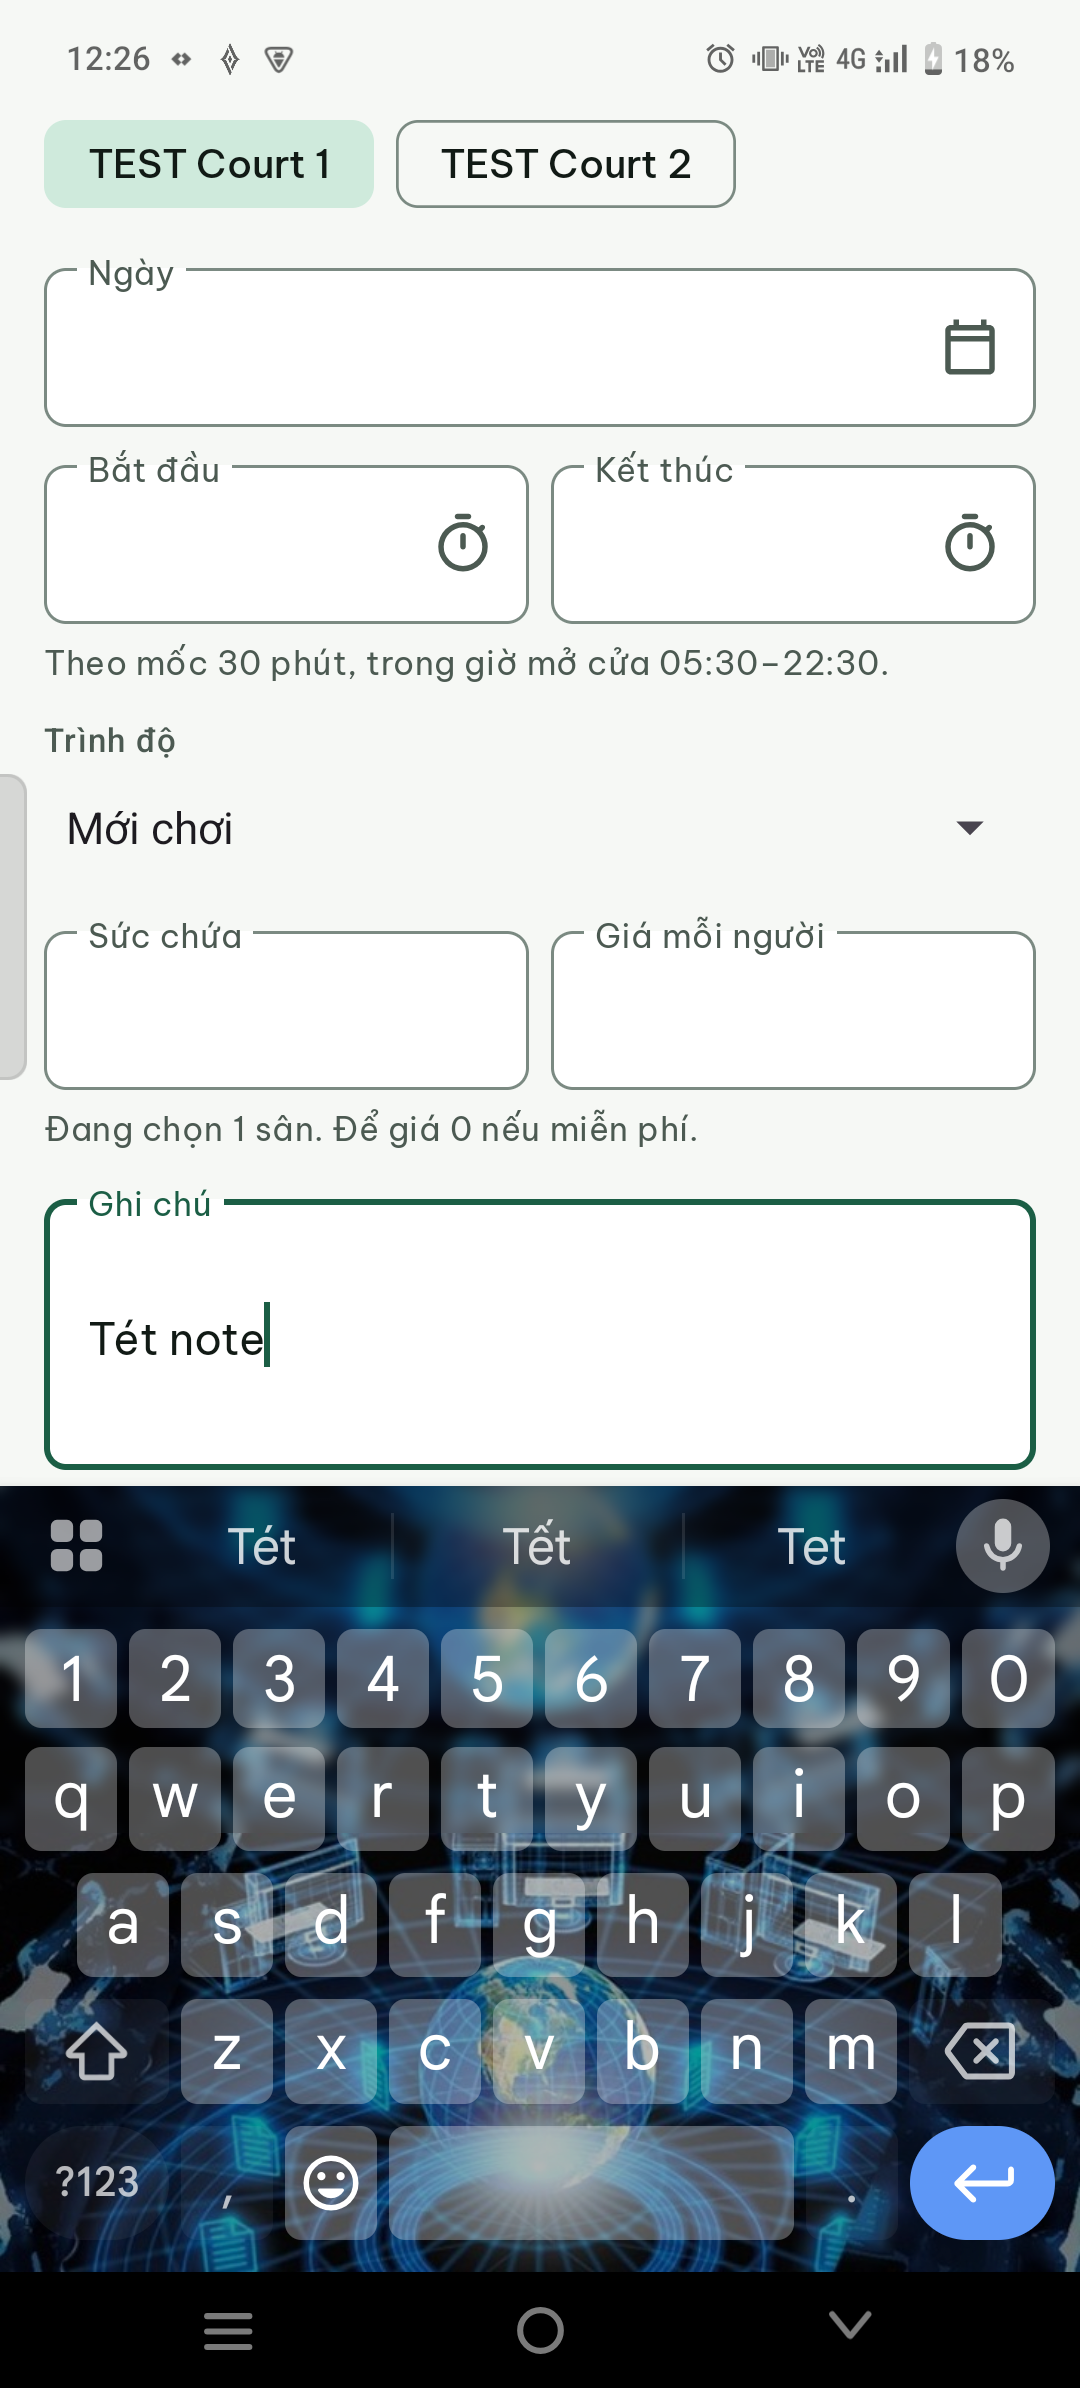 12:26 4G 18%
TEST Court 1 TEST Court 2
Ngày
Bắt đầu Kết thúc
Theo mốc 30 phút, trong giờ mở cửa 05:30–22:30.
Trình độ
Mới chơi
Sức chứa Giá mỗi người
Đang chọn 1 sân. Để giá 0 nếu miễn phí.
Ghi chú
Tét note
Tét Tết Tet
1 2 3 4 5 6 7 8 9 0
q w e r t y u i o p
a s d f g h j k l
z x c v b n m
?123 , .